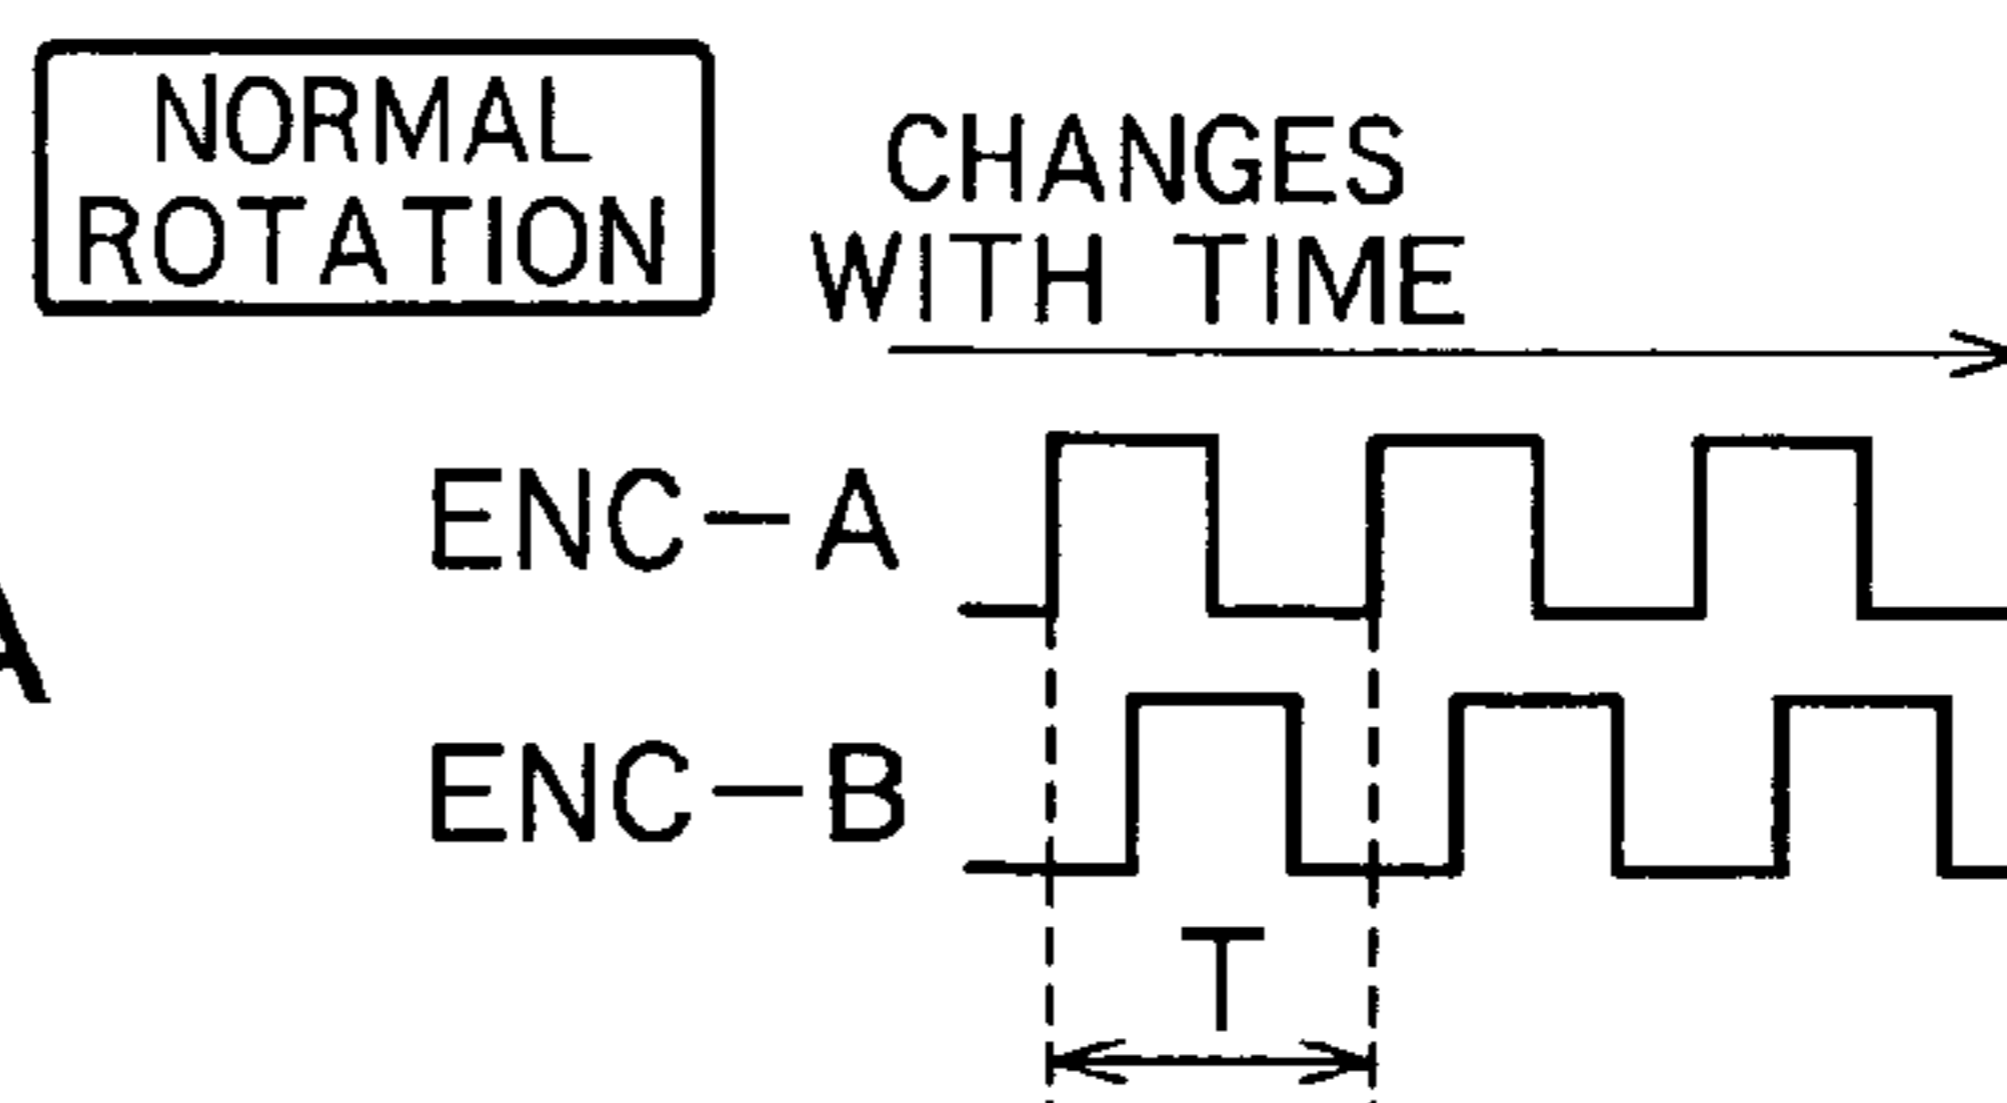 NORMAL
ROTATION
CHANGES
WITH TIME
ENC-A
A
ENC-B
T